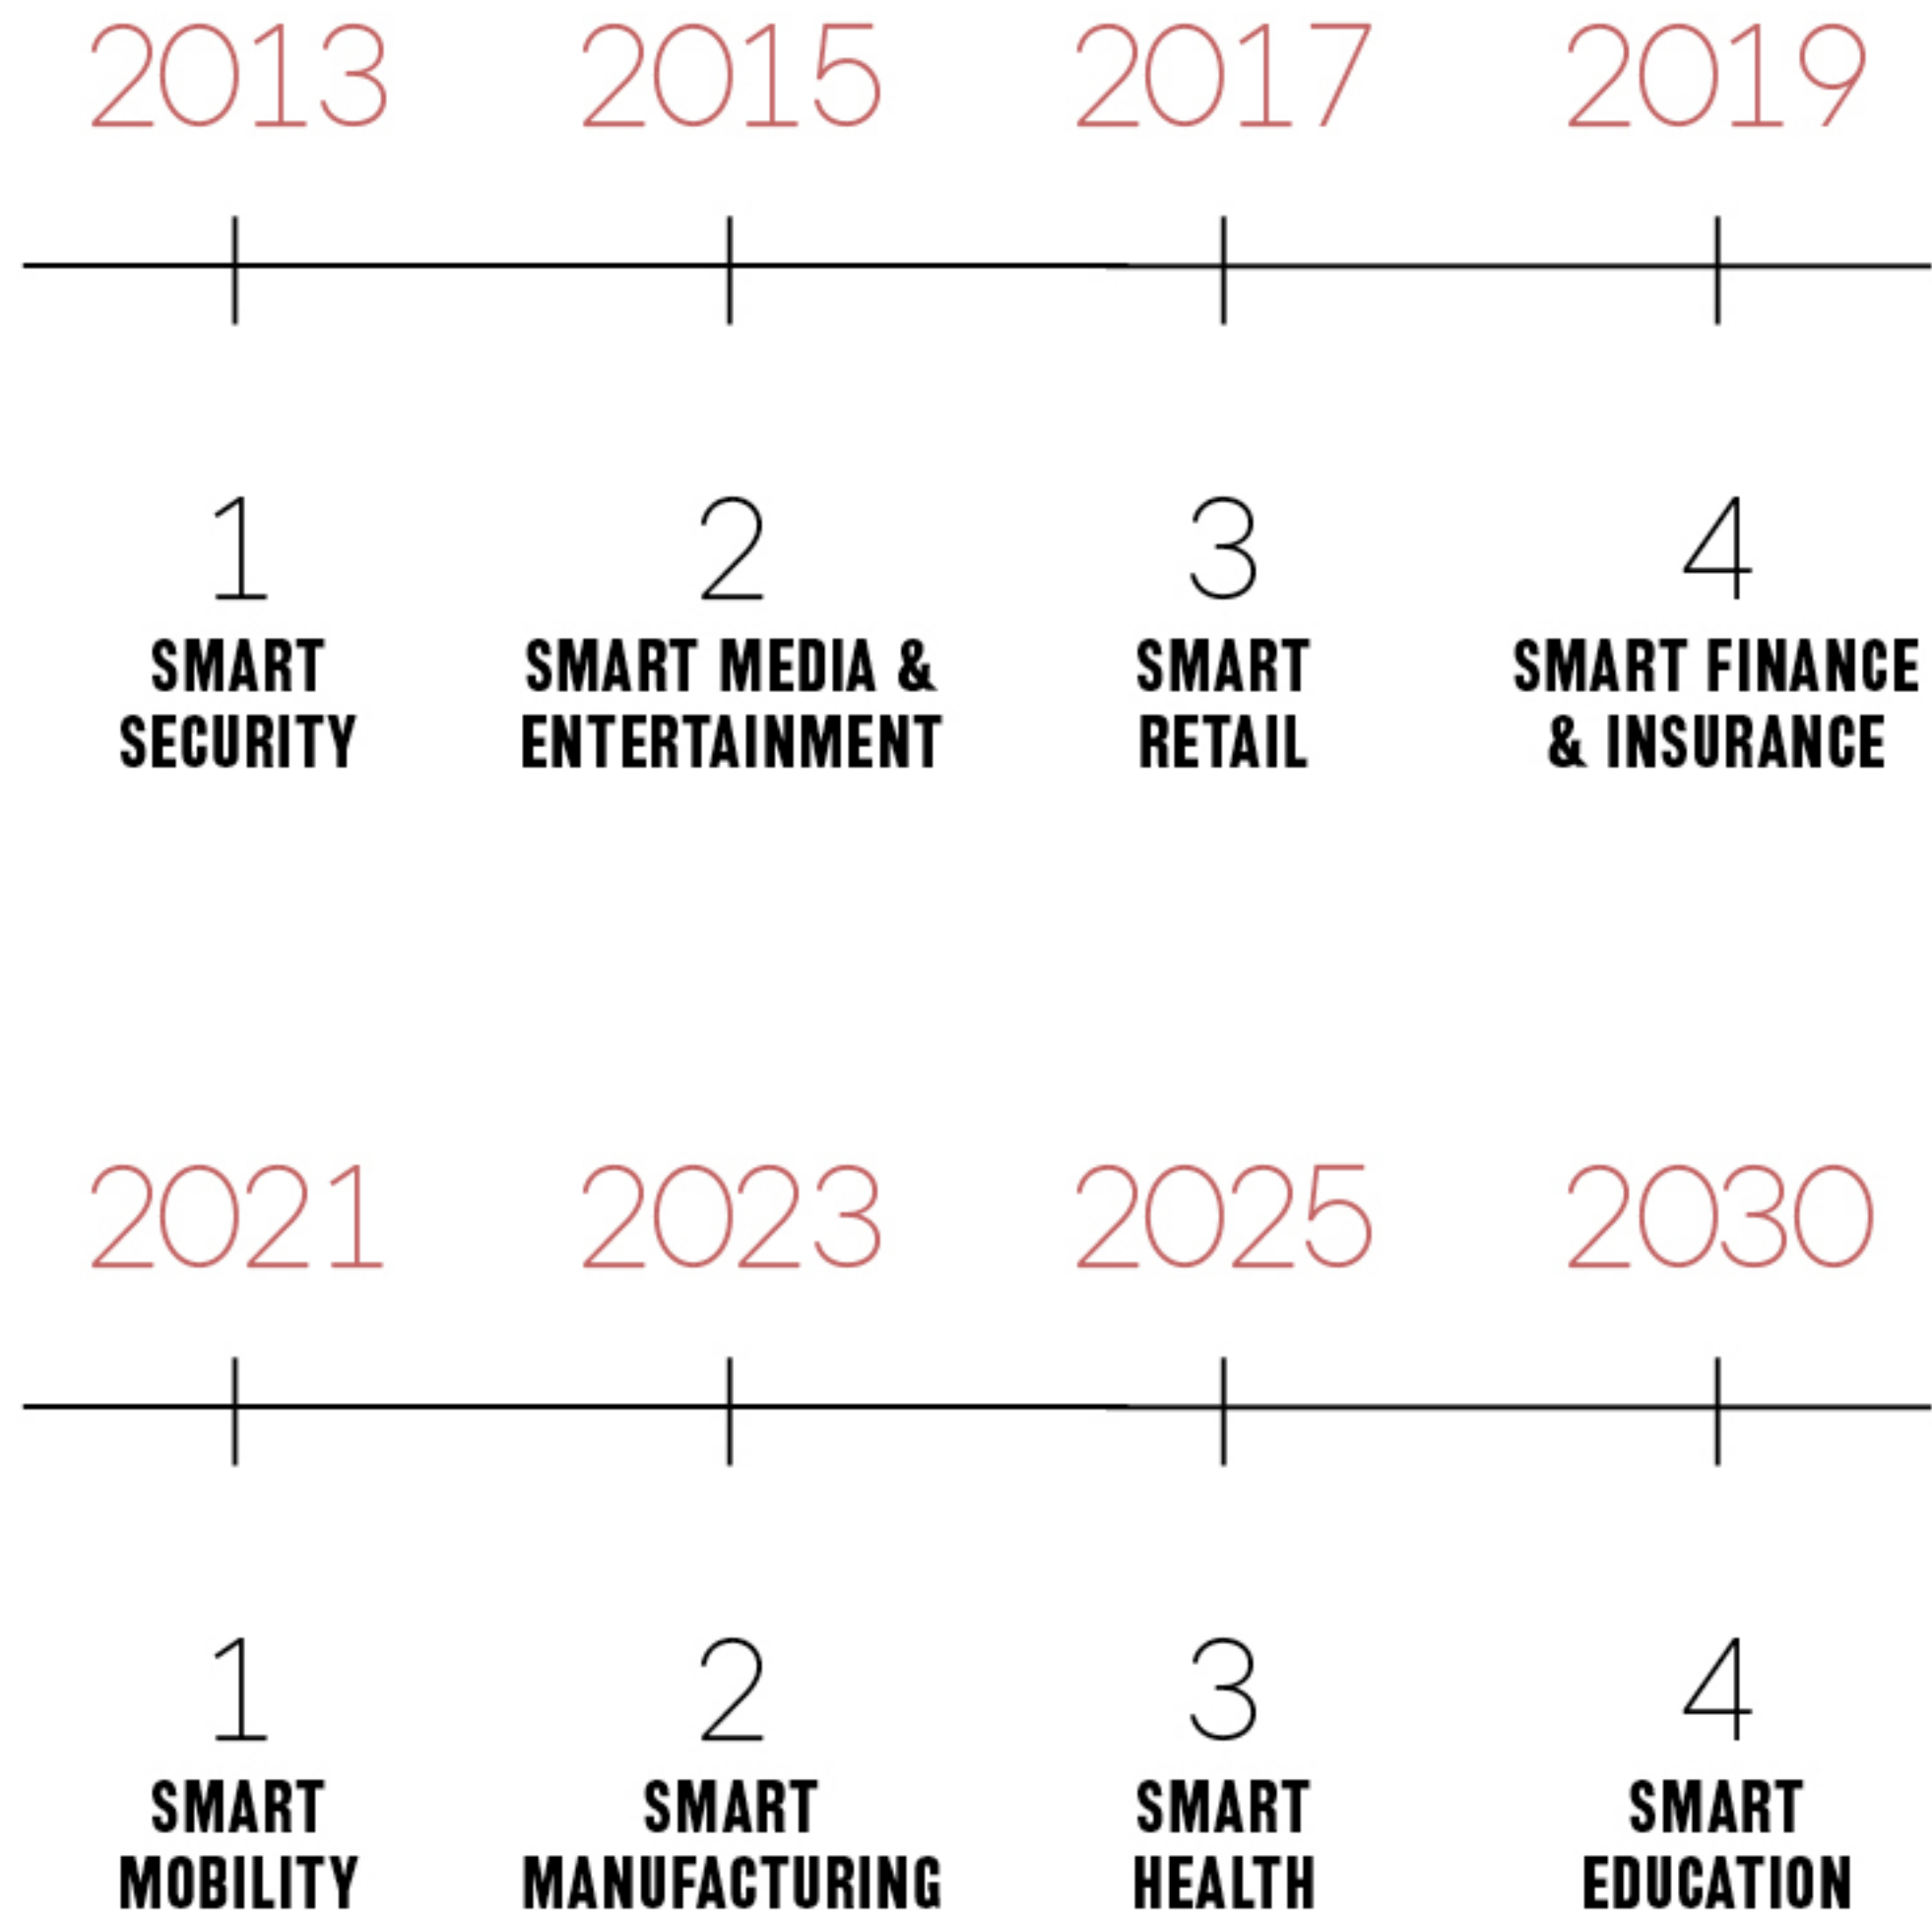 2013 2015 2017 2019
1 2 3 4
SMART SMART MEDIA & SMART SMART FINANCE
SECURITY ENTERTAINMENT RETAIL & INSURANCE
2021 2023 2025 2030
1 2 3 4
SMART SMART SMART SMART
MOBILITY MANUFACTURING HEALTH EDUCATION